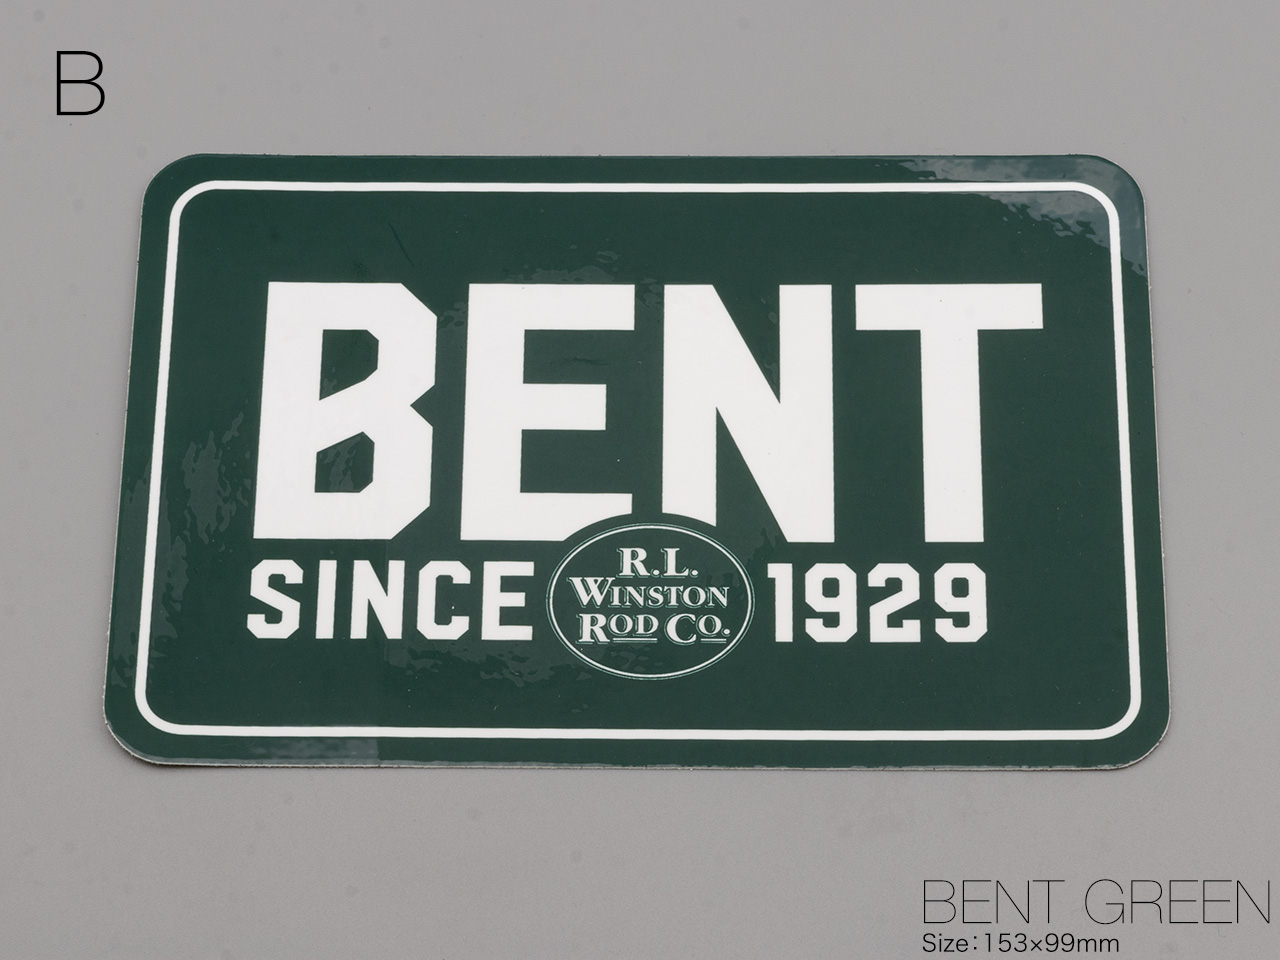 B
BENT
SINCE R.L. WINSTON ROD CO. 1929
BENT GREEN
Size:153×99mm